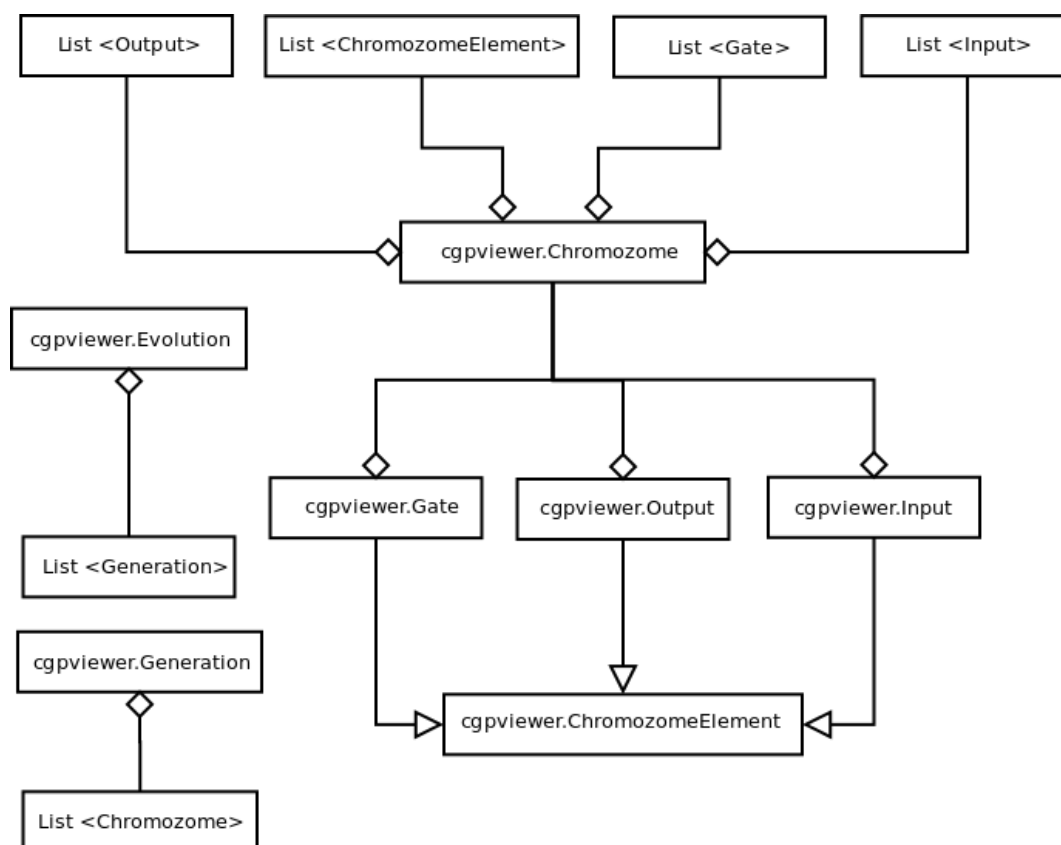 List <Output>
List <ChromozomeElement>
List <Gate>
List <Input>
cgpviewer.Chromozome
cgpviewer.Evolution
cgpviewer.Gate
cgpviewer.Output
cgpviewer.Input
List <Generation>
cgpviewer.Generation
cgpviewer.ChromozomeElement
List <Chromozome>